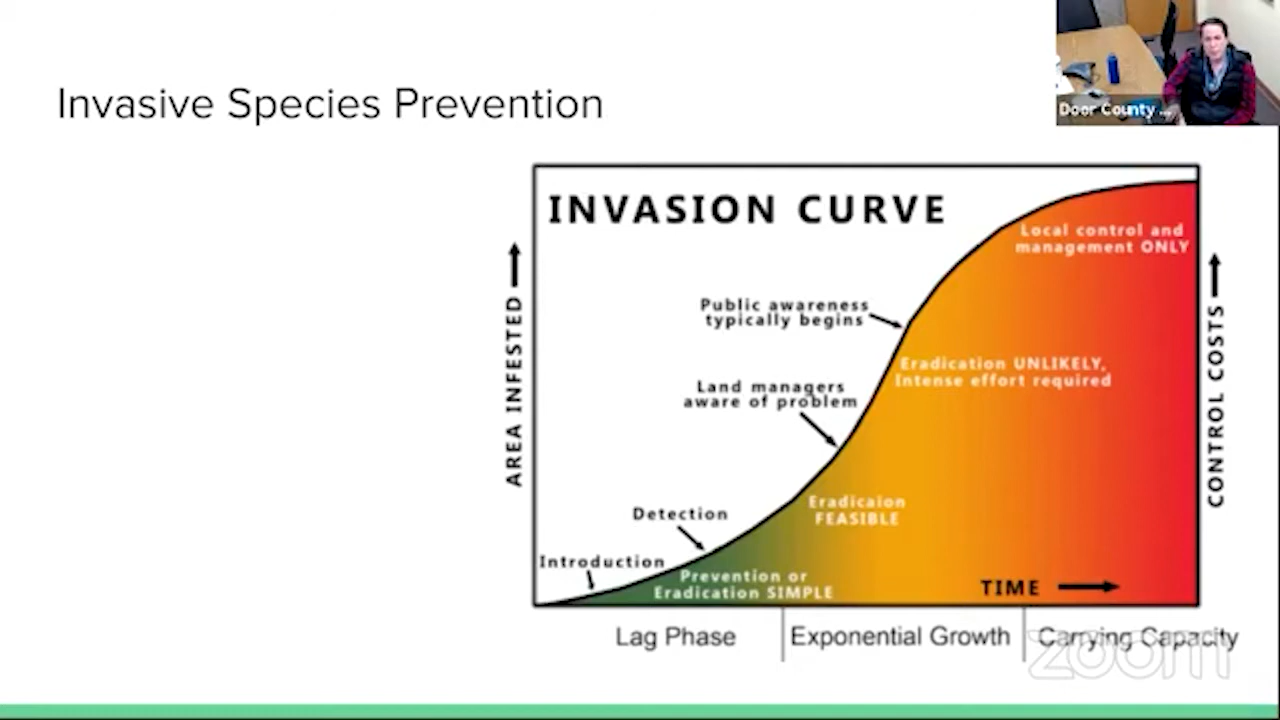 Door County ...
Invasive Species Prevention
INVASION CURVE
Local control and
management ONLY
Public awareness
typically begins
Eradication UNLIKELY,
Intense effort required
Land managers
aware of problem
Eradicaion
FEASIBLE
Detection
Introduction
Prevention or
Eradication SIMPLE
TIME
AREA INFESTED
CONTROL COSTS
Lag Phase
Exponential Growth
Carrying Capacity
zoom